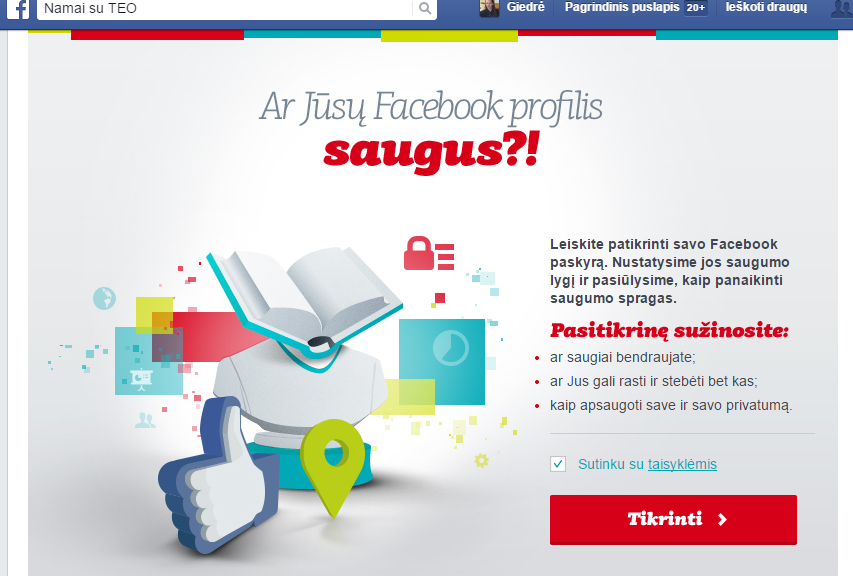 Namai su TEO
Giedrė
Pagrindinis puslapis 20+
Ieškoti draugų
Ar Jūsų Facebook profilis
saugus?!
Leiskite patikrinti savo Facebook
paskyrą. Nustatysime jos saugumo
lygį ir pasiūlysime, kaip panaikinti
saugumo spragas.
Pasitikrinę sužinosite:
ar saugiai bendraujate;
ar Jus gali rasti ir stebėti bet kas;
kaip apsaugoti save ir savo privatumą.
Sutinku su taisyklėmis
Tikrinti